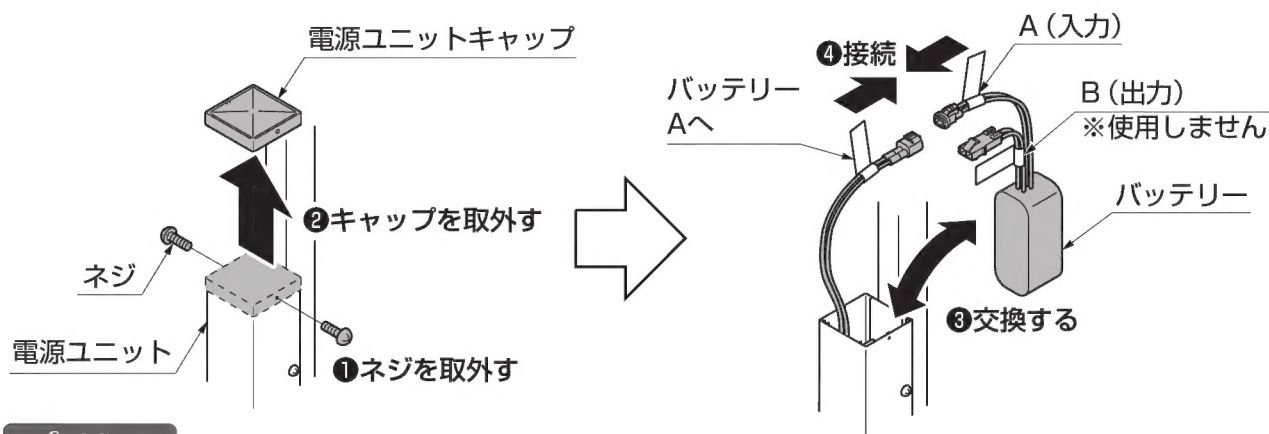 電源ユニットキャップ
❷キャップを取外す
ネジ
電源ユニット
❶ネジを取外す
❹接続
A（入力）
バッテリー
Aへ
B（出力）
※使用しません
バッテリー
❸交換する